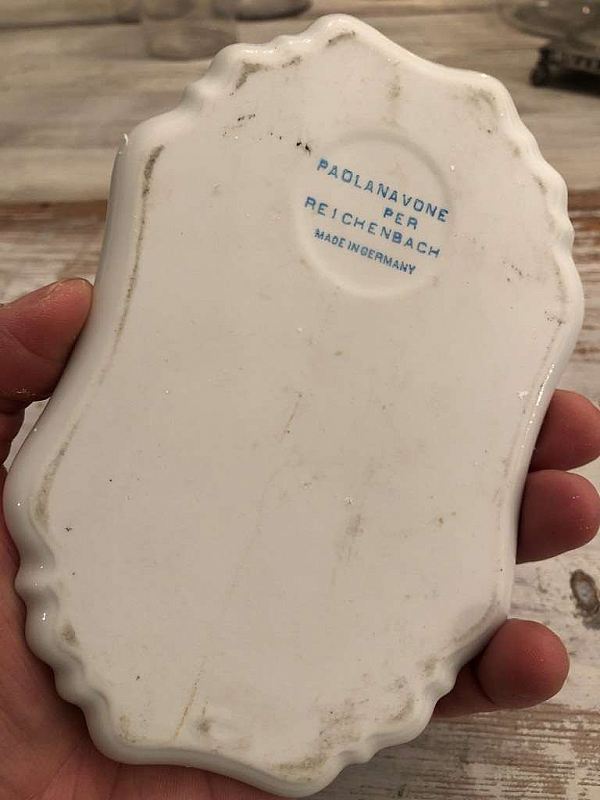 PAOLANAVONE
PER
REICHENBACH
MADE IN GERMANY